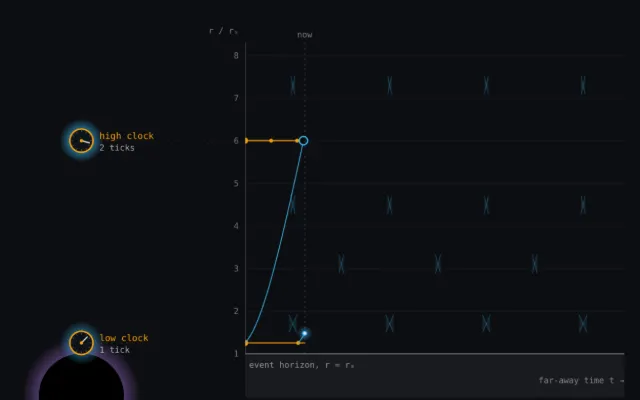 r / rₛ
now
8
7
6
5
4
3
2
1
high clock
2 ticks
low clock
1 tick
event horizon, r = rₛ
far-away time t →